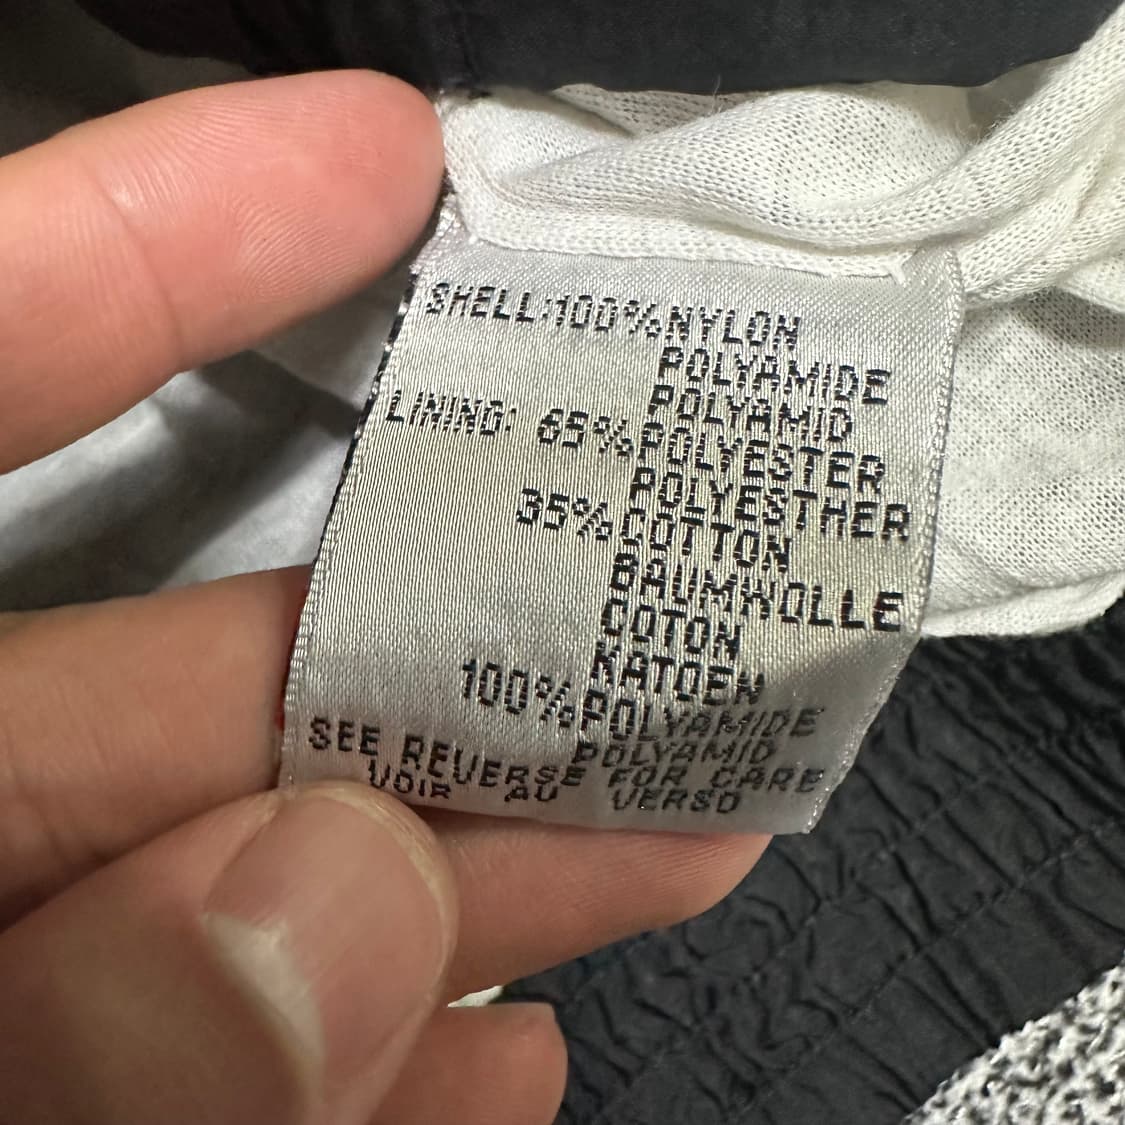 SHELL:100%NYLON
POLYAMIDE
POLYAMID
LINING: 65%POLYESTER
POLYESTHER
35%COTTON
BAUMWOLLE
COTON
KATOEN
100%POLYAMIDE
POLYAMID
SEE REVERSE FOR CARE
VOIR AU VERSO